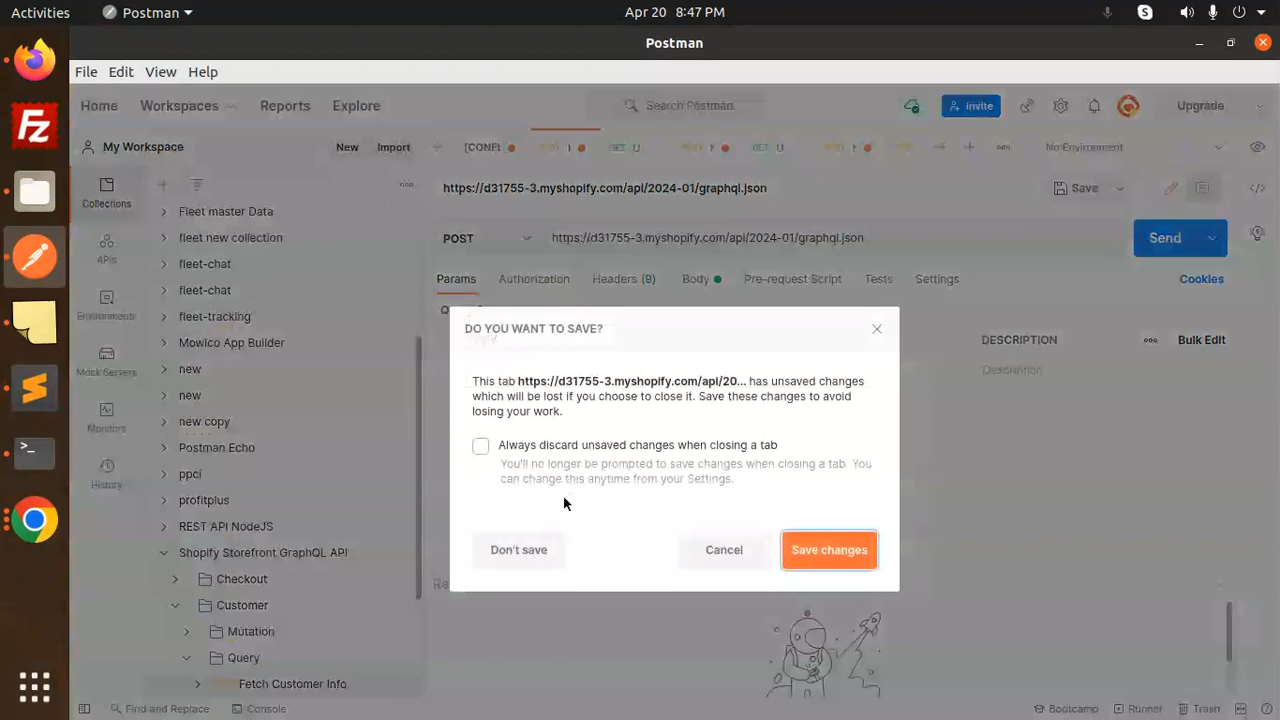 Activities
Postman
Apr 20 8:47 PM
Postman
File Edit View Help
Home Workspaces Reports Explore
Search Postman
Invite
Upgrade
My Workspace
New Import
[CONFL
GET U
GET U
No Environment
Collections
APIs
Environments
Mock Servers
Monitors
History
Fleet master Data
fleet new collection
fleet-chat
fleet-chat
fleet-tracking
Mowico App Builder
new
new
new copy
Postman Echo
ppci
profitplus
REST API NodeJS
Shopify Storefront GraphQL API
Checkout
Customer
Mutation
Query
Fetch Customer Info
https://d31755-3.myshopify.com/api/2024-01/graphql.json
Save
POST
https://d31755-3.myshopify.com/api/2024-01/graphql.json
Send
Params Authorization Headers (9) Body Pre-request Script Tests Settings
Cookies
DESCRIPTION
Bulk Edit
Description
DO YOU WANT TO SAVE?
This tab https://d31755-3.myshopify.com/api/20... has unsaved changes
which will be lost if you choose to close it. Save these changes to avoid
losing your work.
Always discard unsaved changes when closing a tab
You'll no longer be prompted to save changes when closing a tab. You
can change this anytime from your Settings.
Don't save
Cancel
Save changes
Find and Replace
Console
Bootcamp
Runner
Trash